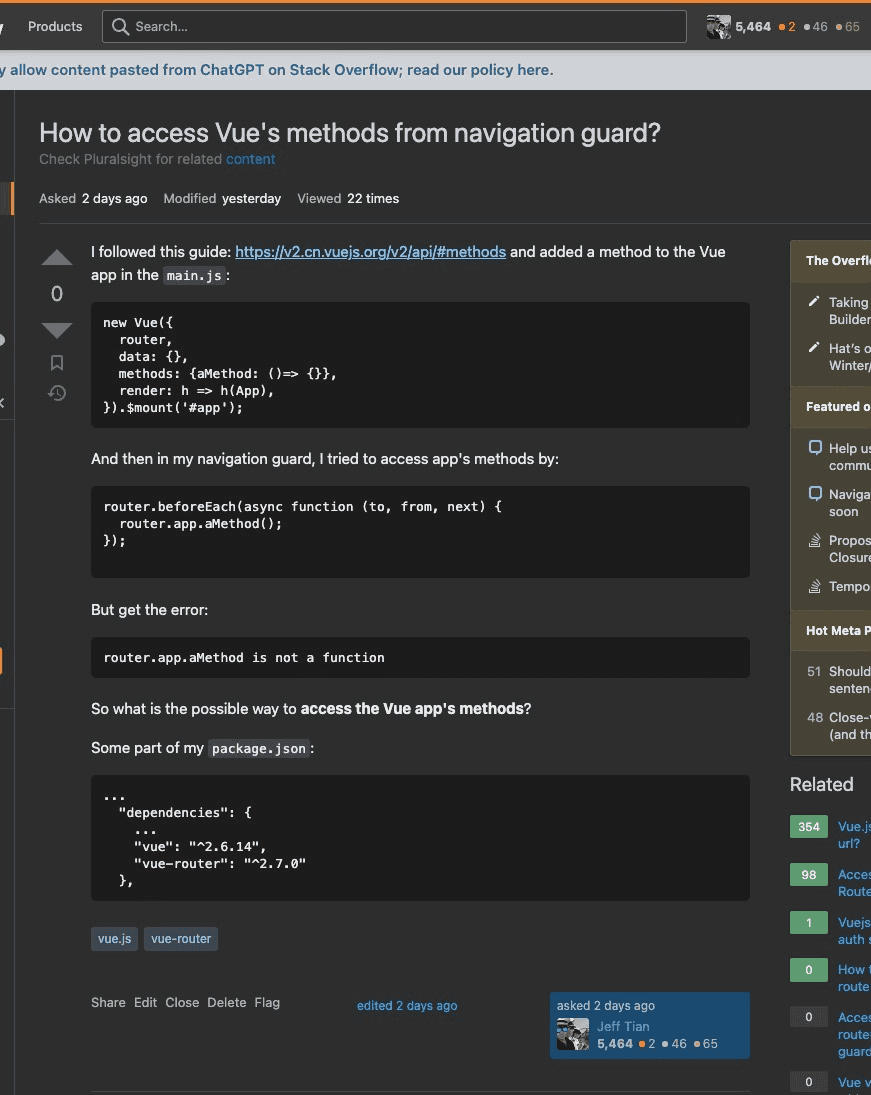 Products
Search...
5,464 2 46 65
allow content pasted from ChatGPT on Stack Overflow; read our policy here.
How to access Vue's methods from navigation guard?
Check Pluralsight for related content
Asked 2 days ago Modified yesterday Viewed 22 times
I followed this guide: https://v2.cn.vuejs.org/v2/api/#methods and added a method to the Vue
app in the main.js:
0
new Vue({
router,
data: {},
methods: {aMethod: ()=> {}},
render: h => h(App),
}).$mount('#app');
And then in my navigation guard, I tried to access app's methods by:
router.beforeEach(async function (to, from, next) {
router.app.aMethod();
});
But get the error:
router.app.aMethod is not a function
So what is the possible way to access the Vue app's methods?
Some part of my package.json:
...
"dependencies": {
...
"vue": "^2.6.14",
"vue-router": "^2.7.0"
},
vue.js vue-router
Share Edit Close Delete Flag
edited 2 days ago
asked 2 days ago
Jeff Tian
5,464 2 46 65
The
Taking
Builder
Hat's
Winter/
Featured
Help
Naviga
soon
Propos
Closure
Tempo
Hot Meta P
51 Should
senten
48 Close-
(and th
Related
354 Vue.js
url?
98 Acces
Route
1 Vuejs
auth
0 How
route
0 Acces
route
guard
0 Vue